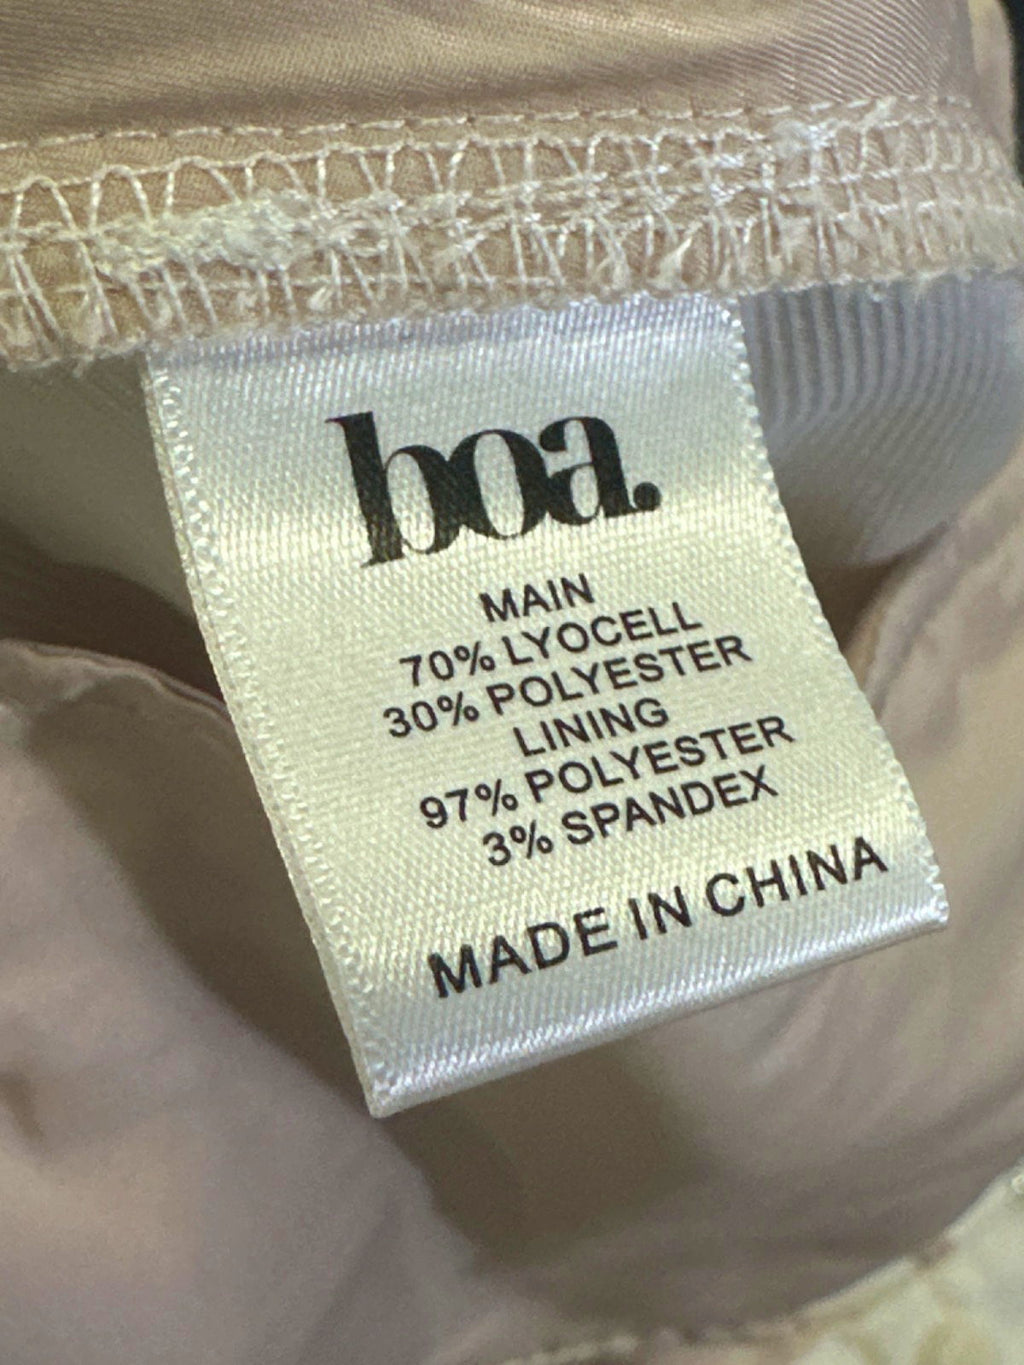 boa.
MAIN
70% LYOCELL
30% POLYESTER
LINING
97% POLYESTER
3% SPANDEX
MADE IN CHINA